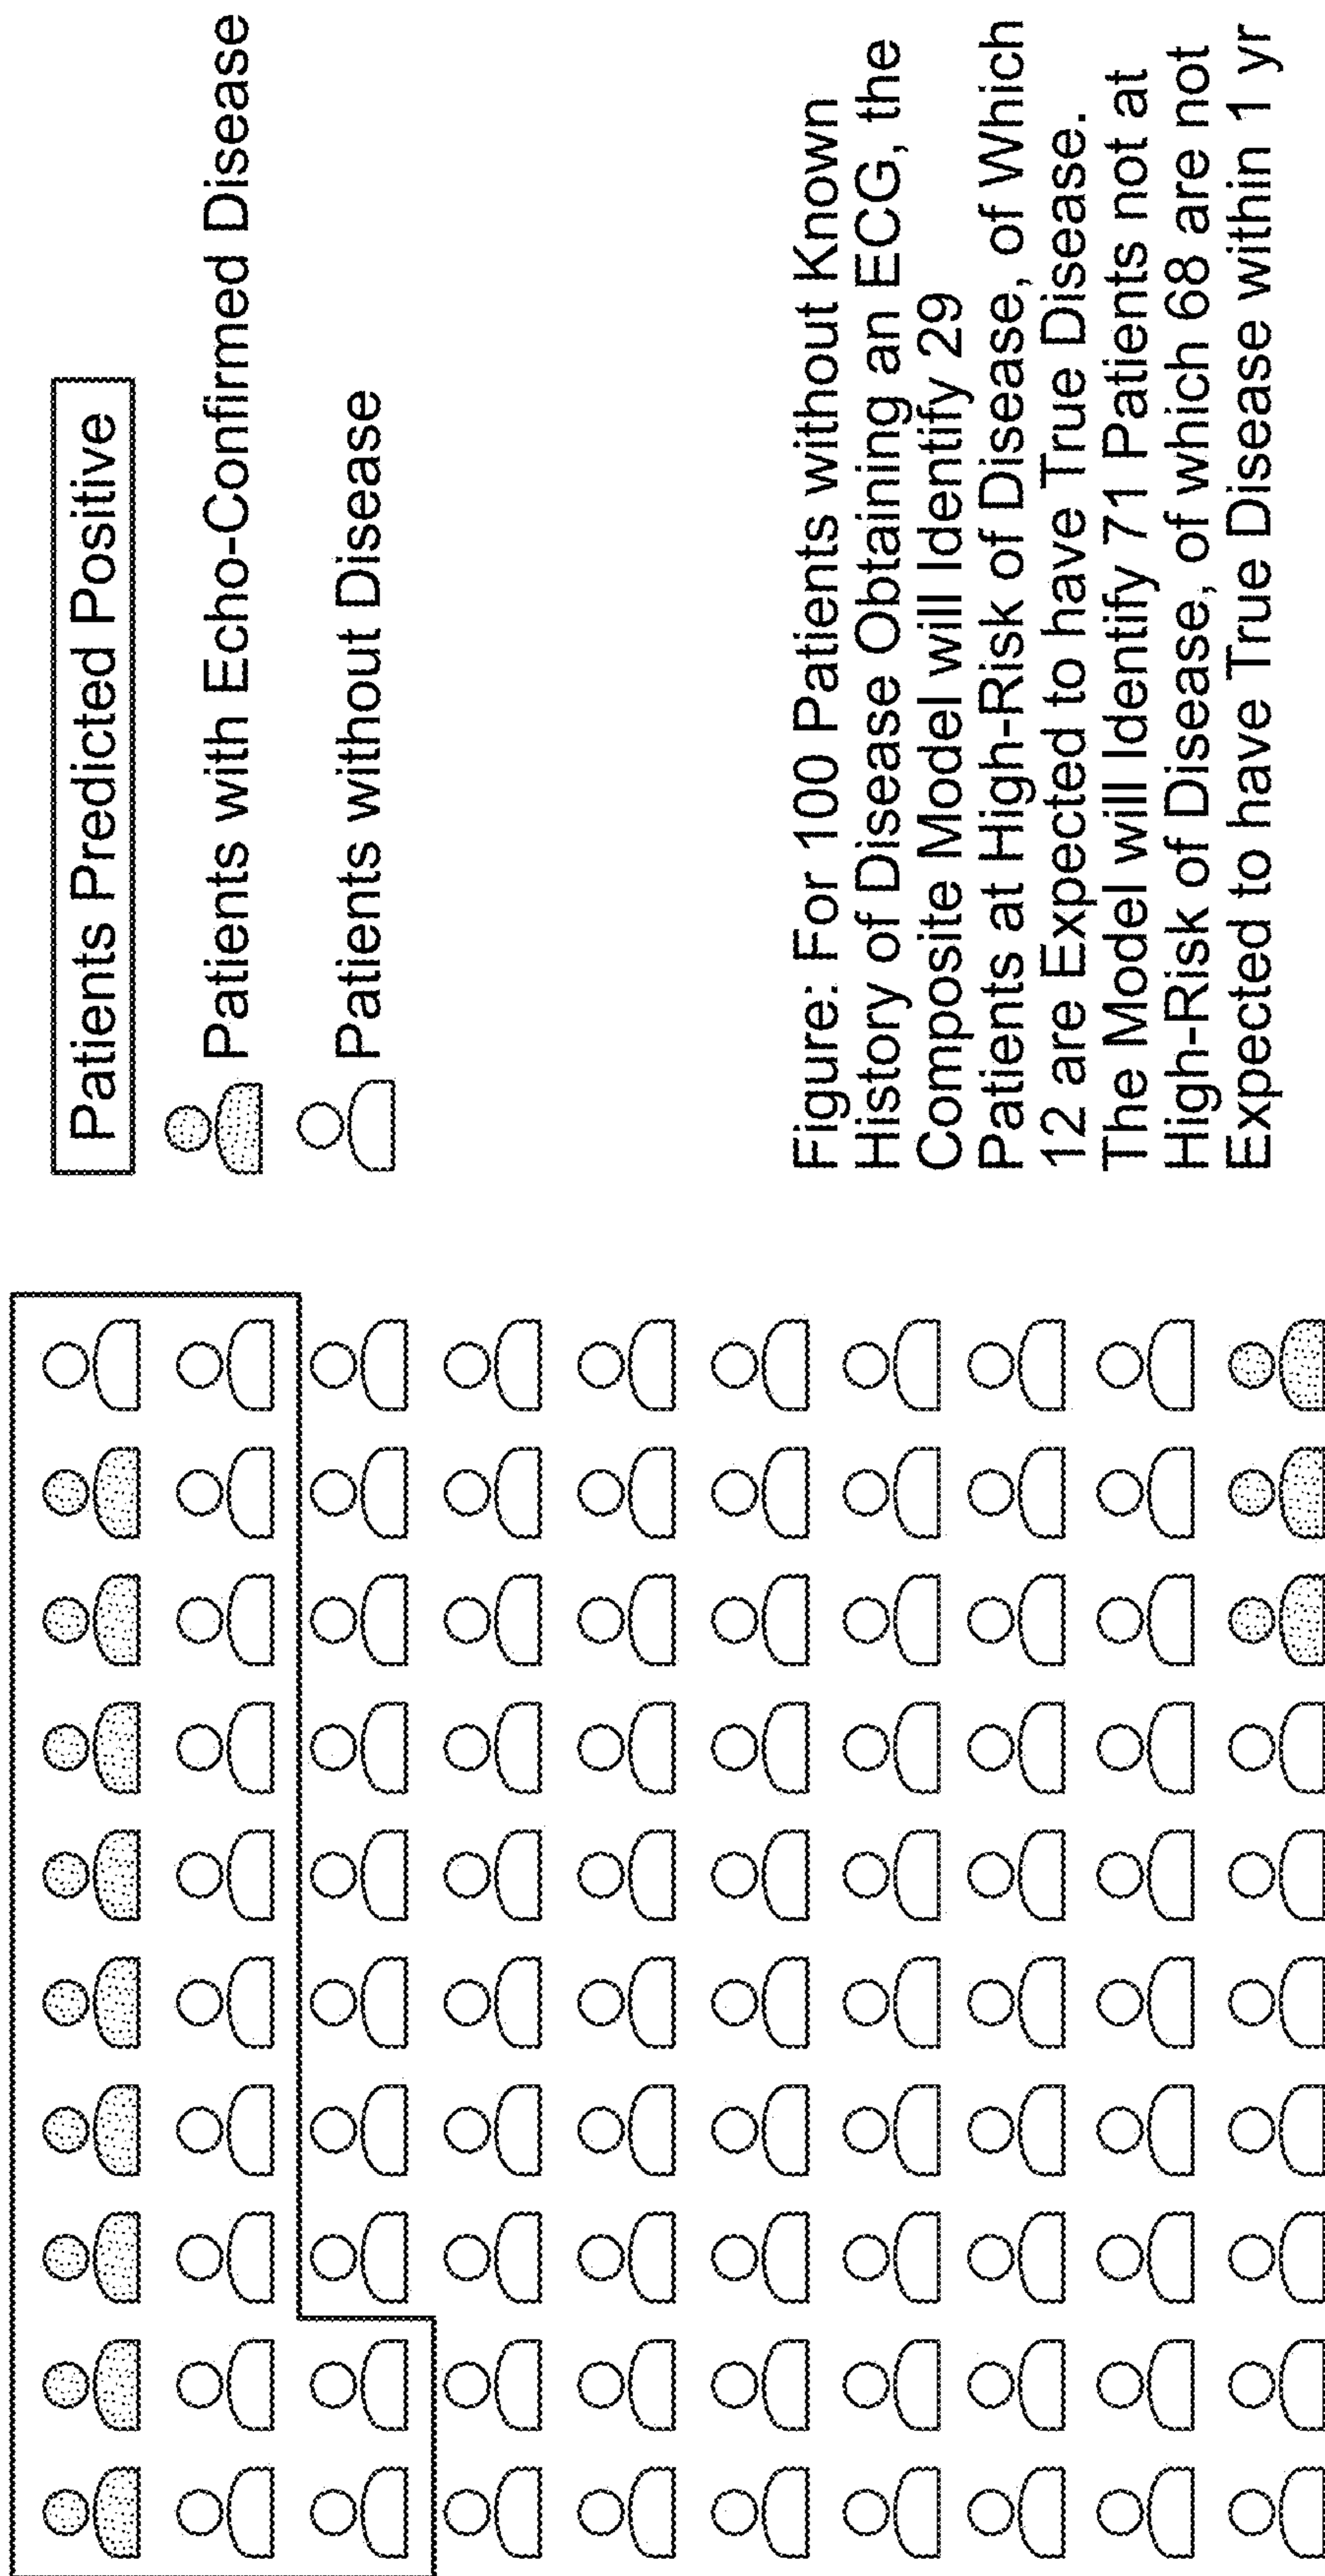 Patients Predicted Positive
Patients with Echo-Confirmed Disease
Patients without Disease
Figure: For 100 Patients without Known
History of Disease Obtaining an ECG, the
Composite Model will Identify 29
Patients at High-Risk of Disease, of Which
12 are Expected to have True Disease.
The Model will Identify 71 Patients not at
High-Risk of Disease, of which 68 are not
Expected to have True Disease within 1 yr